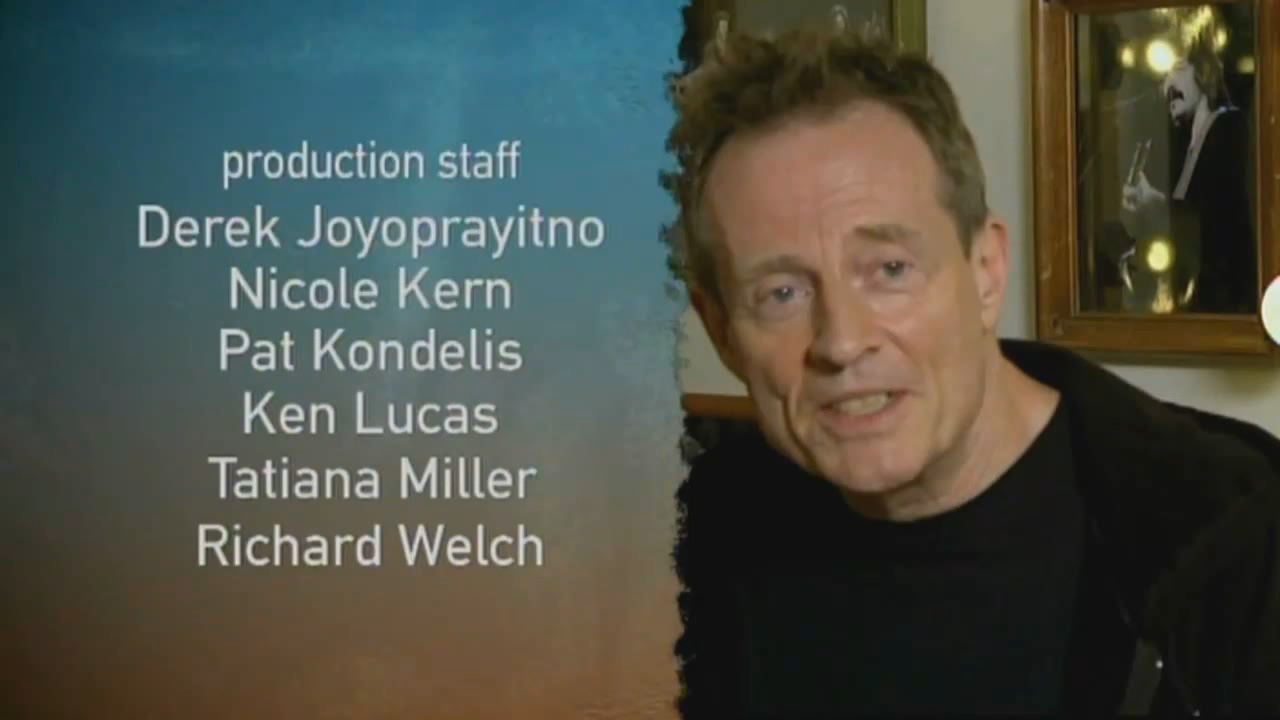 production staff
Derek Joyoprayitno
Nicole Kern
Pat Kondelis
Ken Lucas
Tatiana Miller
Richard Welch